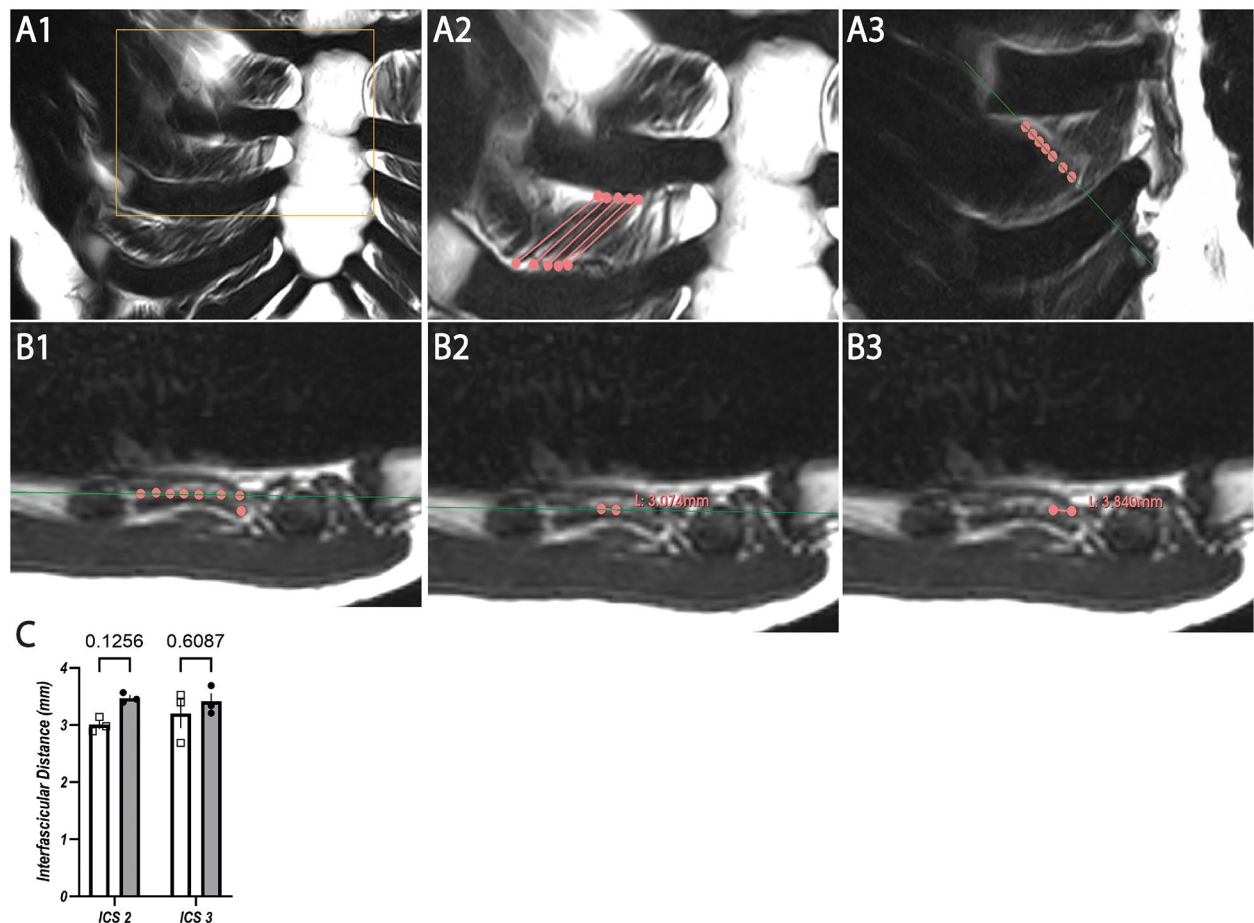 A1
A2
A3
B1
B2
B3
L: 3.074mm
L: 3.840mm
C
0.1256
0.6087
Interfascicular Distance (mm)
4
3
2
1
0
ICS 2
ICS 3